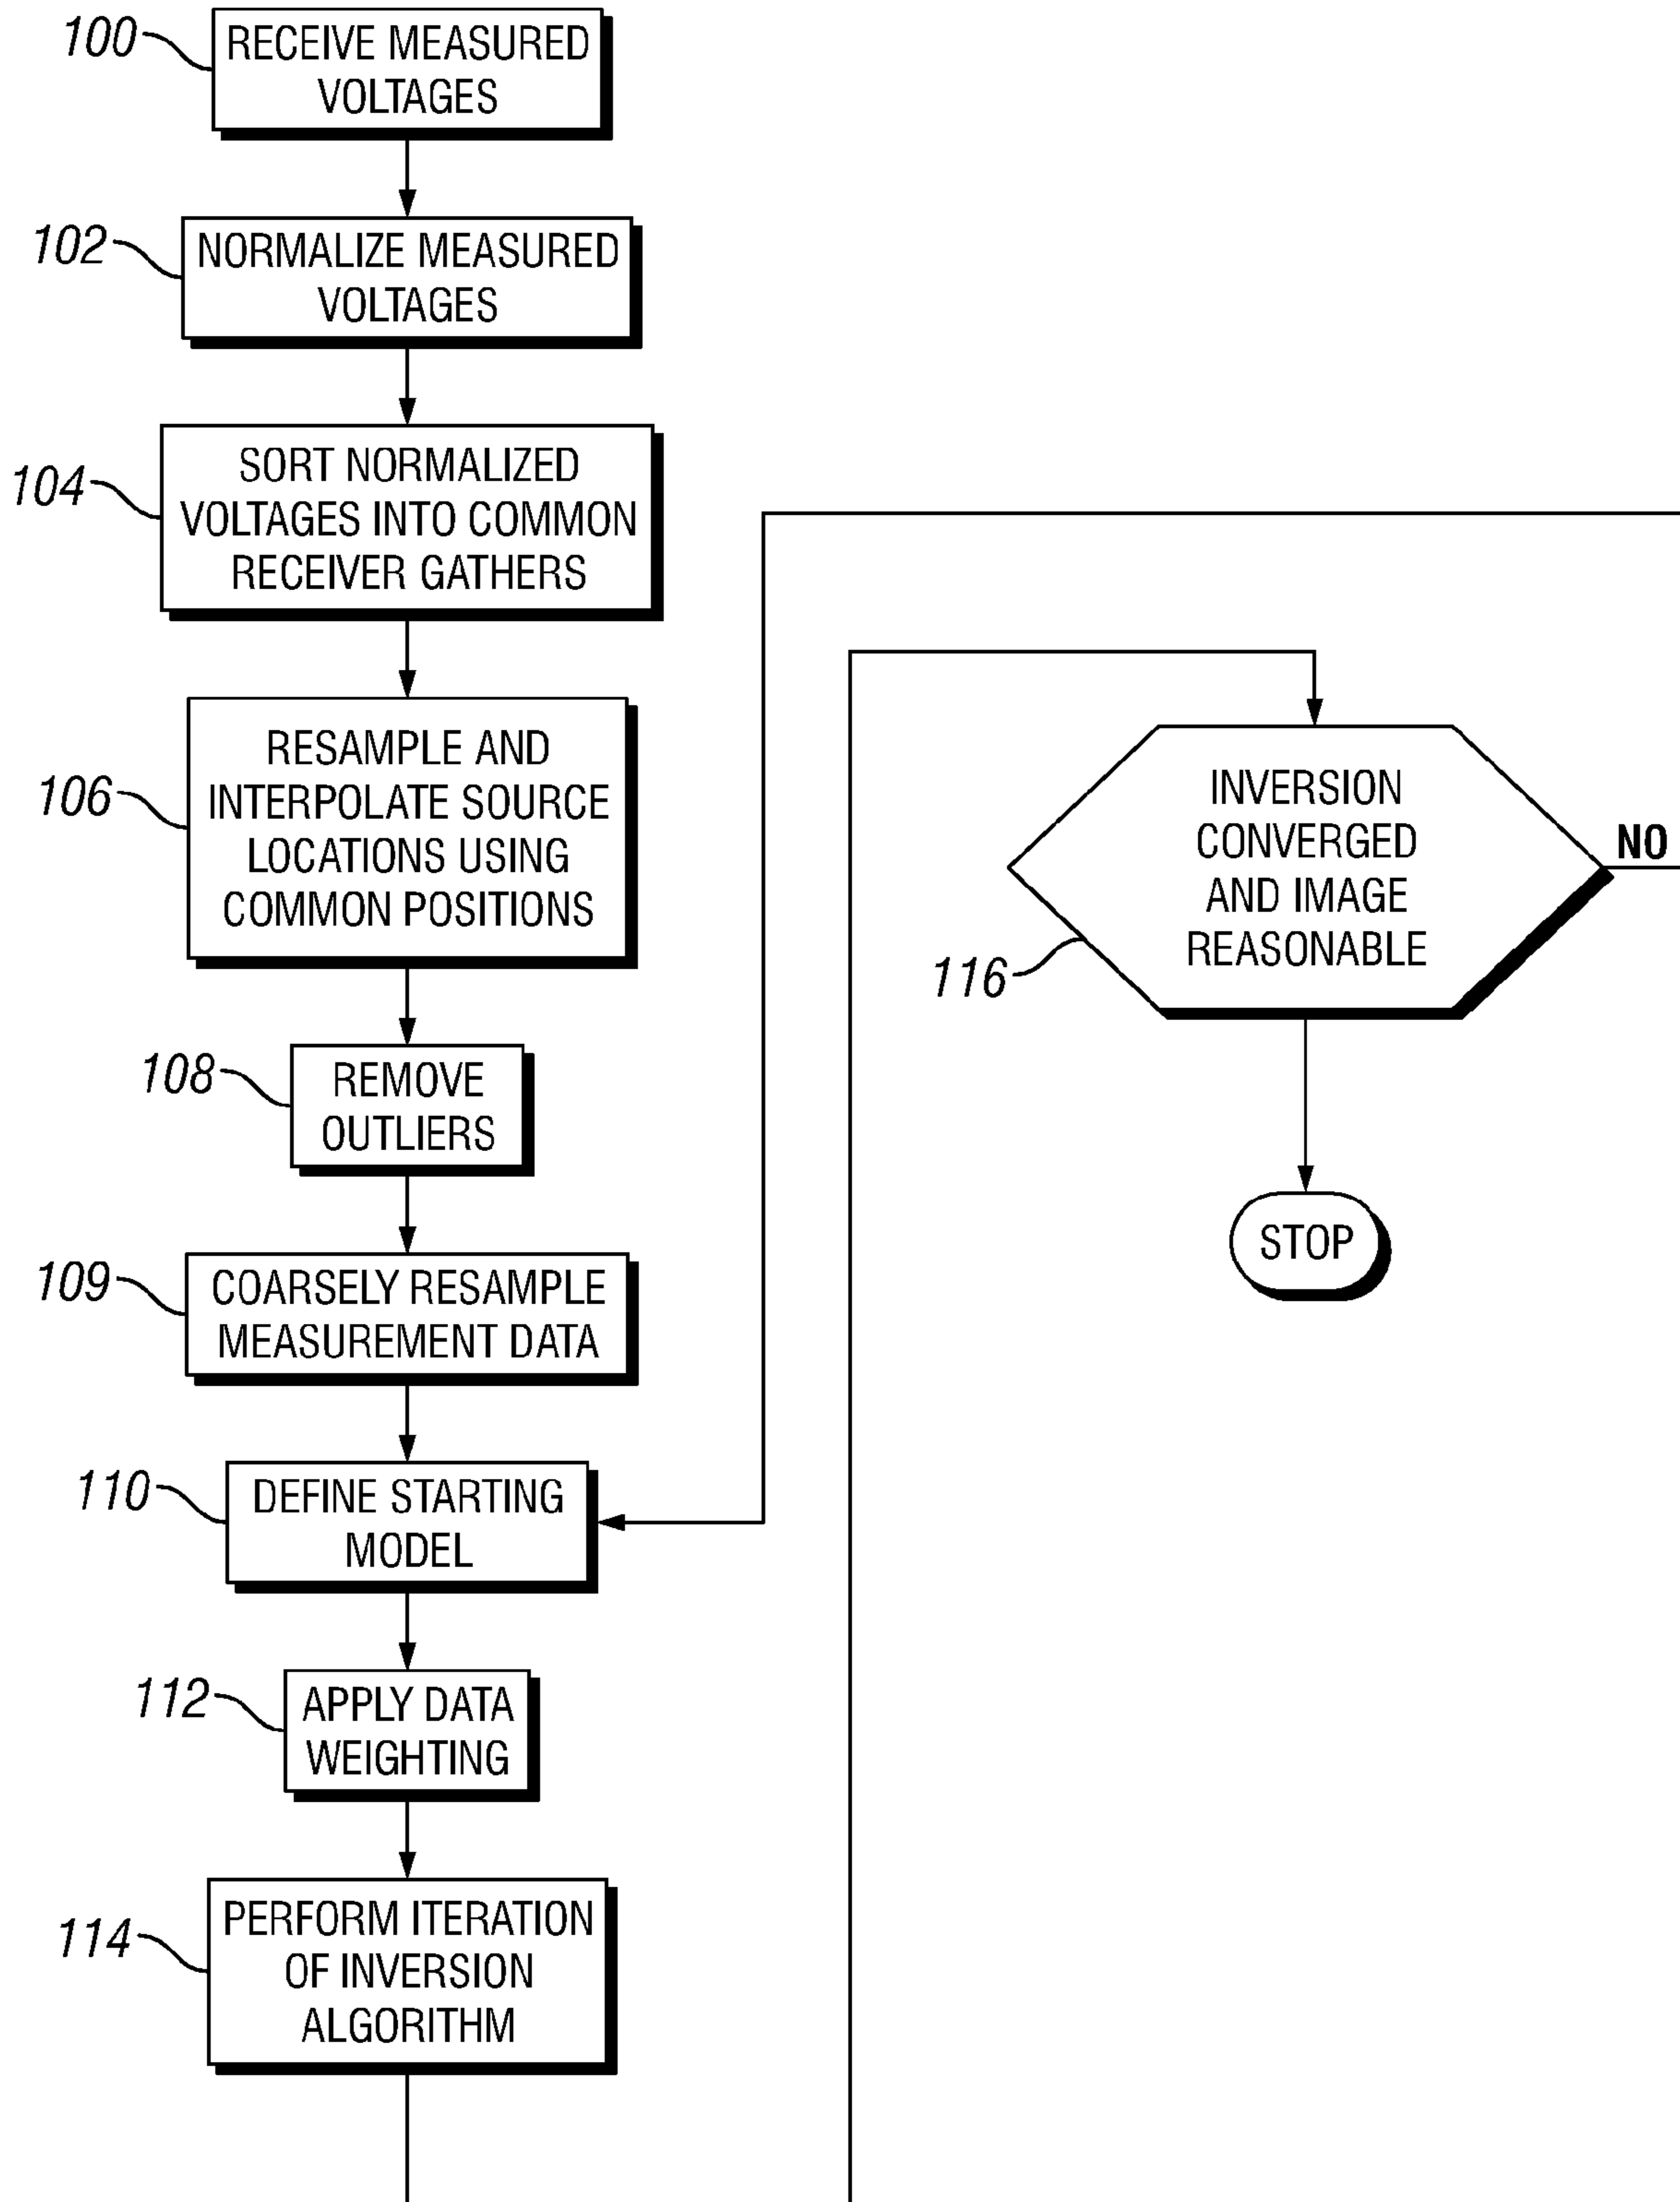 100
RECEIVE MEASURED
VOLTAGES
102
NORMALIZE MEASURED
VOLTAGES
104
SORT NORMALIZED
VOLTAGES INTO COMMON
RECEIVER GATHERS
106
RESAMPLE AND
INTERPOLATE SOURCE
LOCATIONS USING
COMMON POSITIONS
108
REMOVE
OUTLIERS
109
COARSELY RESAMPLE
MEASUREMENT DATA
110
DEFINE STARTING
MODEL
112
APPLY DATA
WEIGHTING
114
PERFORM ITERATION
OF INVERSION
ALGORITHM
116
INVERSION
CONVERGED
AND IMAGE
REASONABLE
NO
STOP